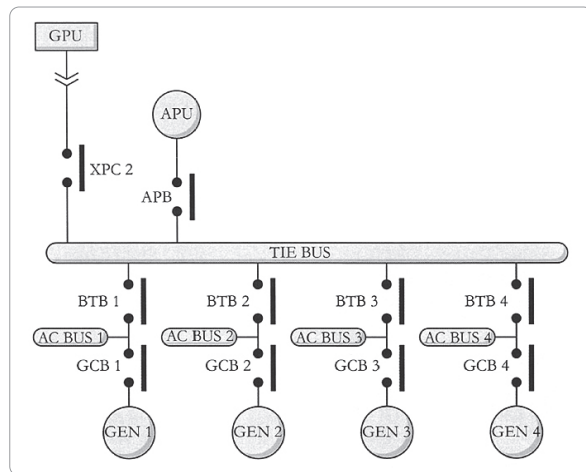 GPU
APU
XPC 2
APB
TIE BUS
BTB 1
BTB 2
BTB 3
BTB 4
AC BUS 1
AC BUS 2
AC BUS 3
AC BUS 4
GCB 1
GCB 2
GCB 3
GCB 4
GEN 1
GEN 2
GEN 3
GEN 4